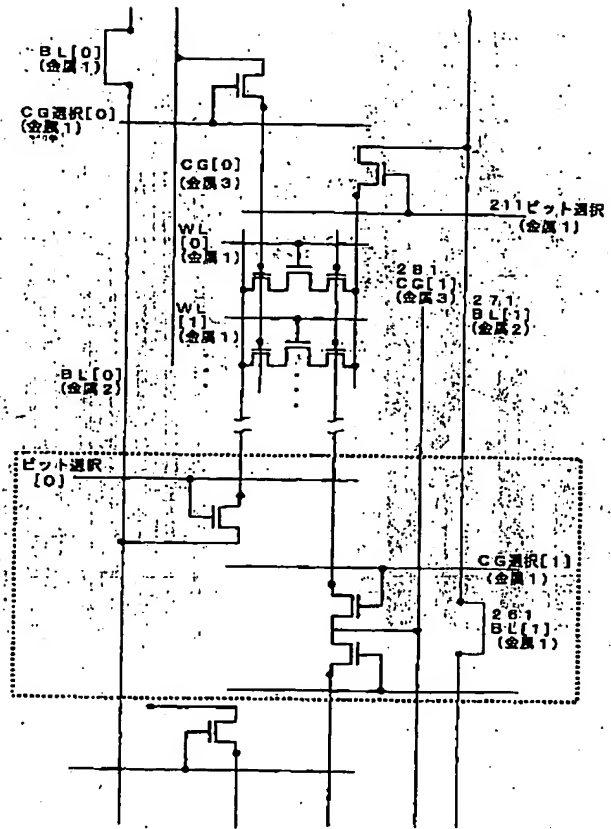 BL[0]
(金属1)
CG選択[0]
(金属1)
CG[0]
(金属3)
211ビット選択
(金属1)
WL
[0]
(金属1)
281
CG[1]
(金属3)
271
BL[1]
(金属2)
WL
[1]
(金属1)
BL[0]
(金属2)
ビット選択
[0]
CG選択[1]
(金属1)
261
BL[1]
(金属1)